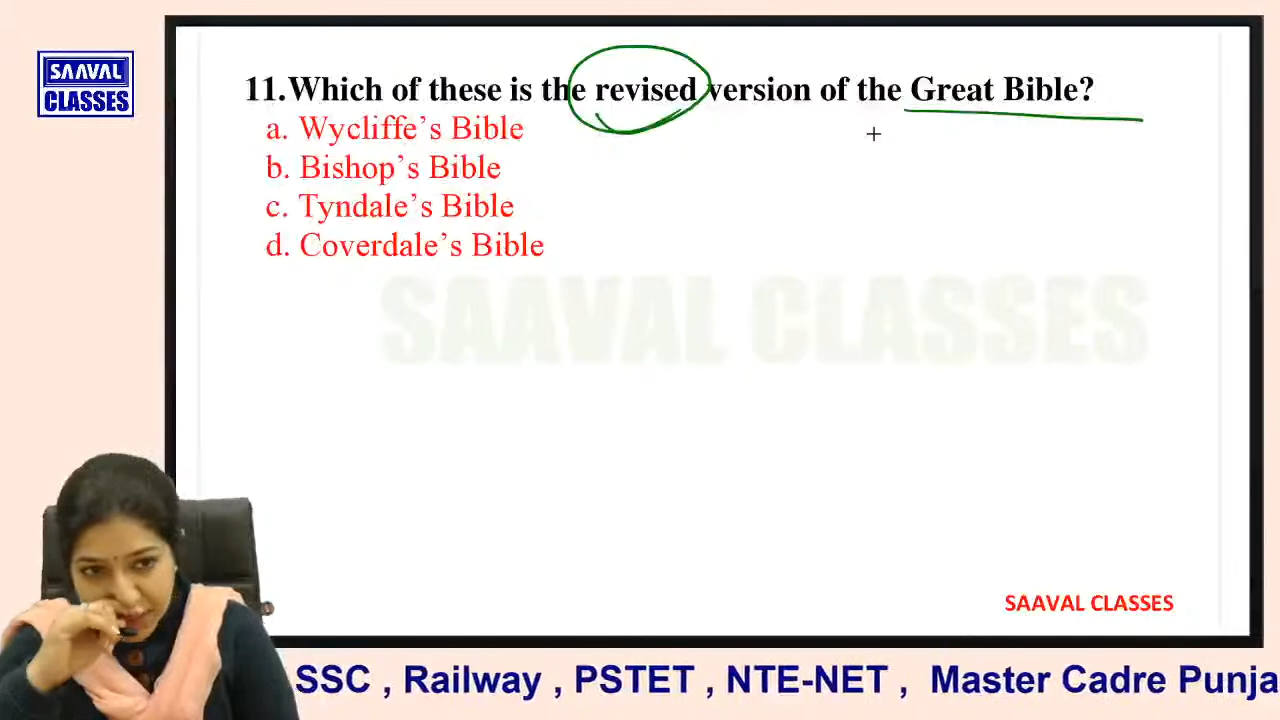 SAAVAL
CLASSES
11.Which of these is the revised version of the Great Bible?
a. Wycliffe’s Bible
b. Bishop’s Bible
c. Tyndale’s Bible
d. Coverdale’s Bible
SAAVAL CLASSES
SAAVAL CLASSES
SSC , Railway , PSTET , NTE-NET , Master Cadre Punja